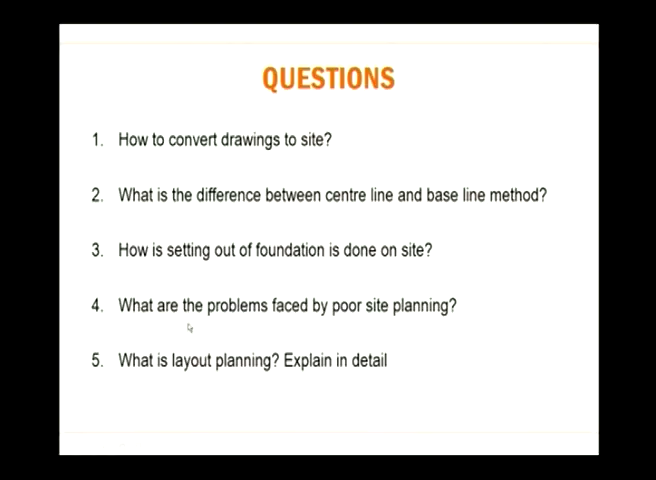 QUESTIONS
1. How to convert drawings to site?
2. What is the difference between centre line and base line method?
3. How is setting out of foundation is done on site?
4. What are the problems faced by poor site planning?
5. What is layout planning? Explain in detail